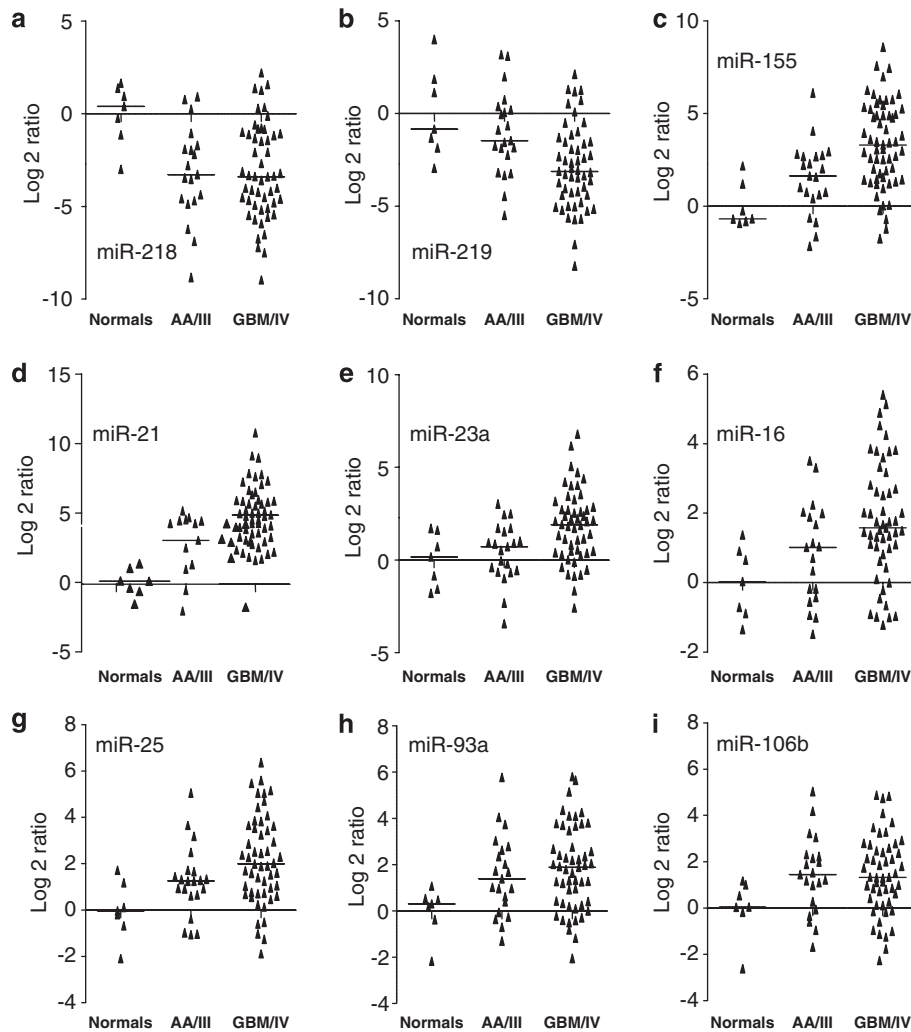 a
b
c
5
0
-5
-10
Log 2 ratio
miR-218
Normals AA/III GBM/IV
5
0
-5
-10
Log 2 ratio
miR-219
Normals AA/III GBM/IV
15
10
5
0
-5
Log 2 ratio
miR-155
Normals AA/III GBM/IV
d
e
f
15
10
5
0
-5
Log 2 ratio
miR-21
Normals AA/III GBM/IV
10
5
0
-5
Log 2 ratio
miR-23a
Normals AA/III GBM/IV
6
4
2
0
-2
Log 2 ratio
miR-16
Normals AA/III GBM/IV
g
h
i
8
6
4
2
0
-2
-4
Log 2 ratio
miR-25
Normals AA/III GBM/IV
8
6
4
2
0
-2
-4
Log 2 ratio
miR-93a
Normals AA/III GBM/IV
8
6
4
2
0
-2
-4
Log 2 ratio
miR-106b
Normals AA/III GBM/IV